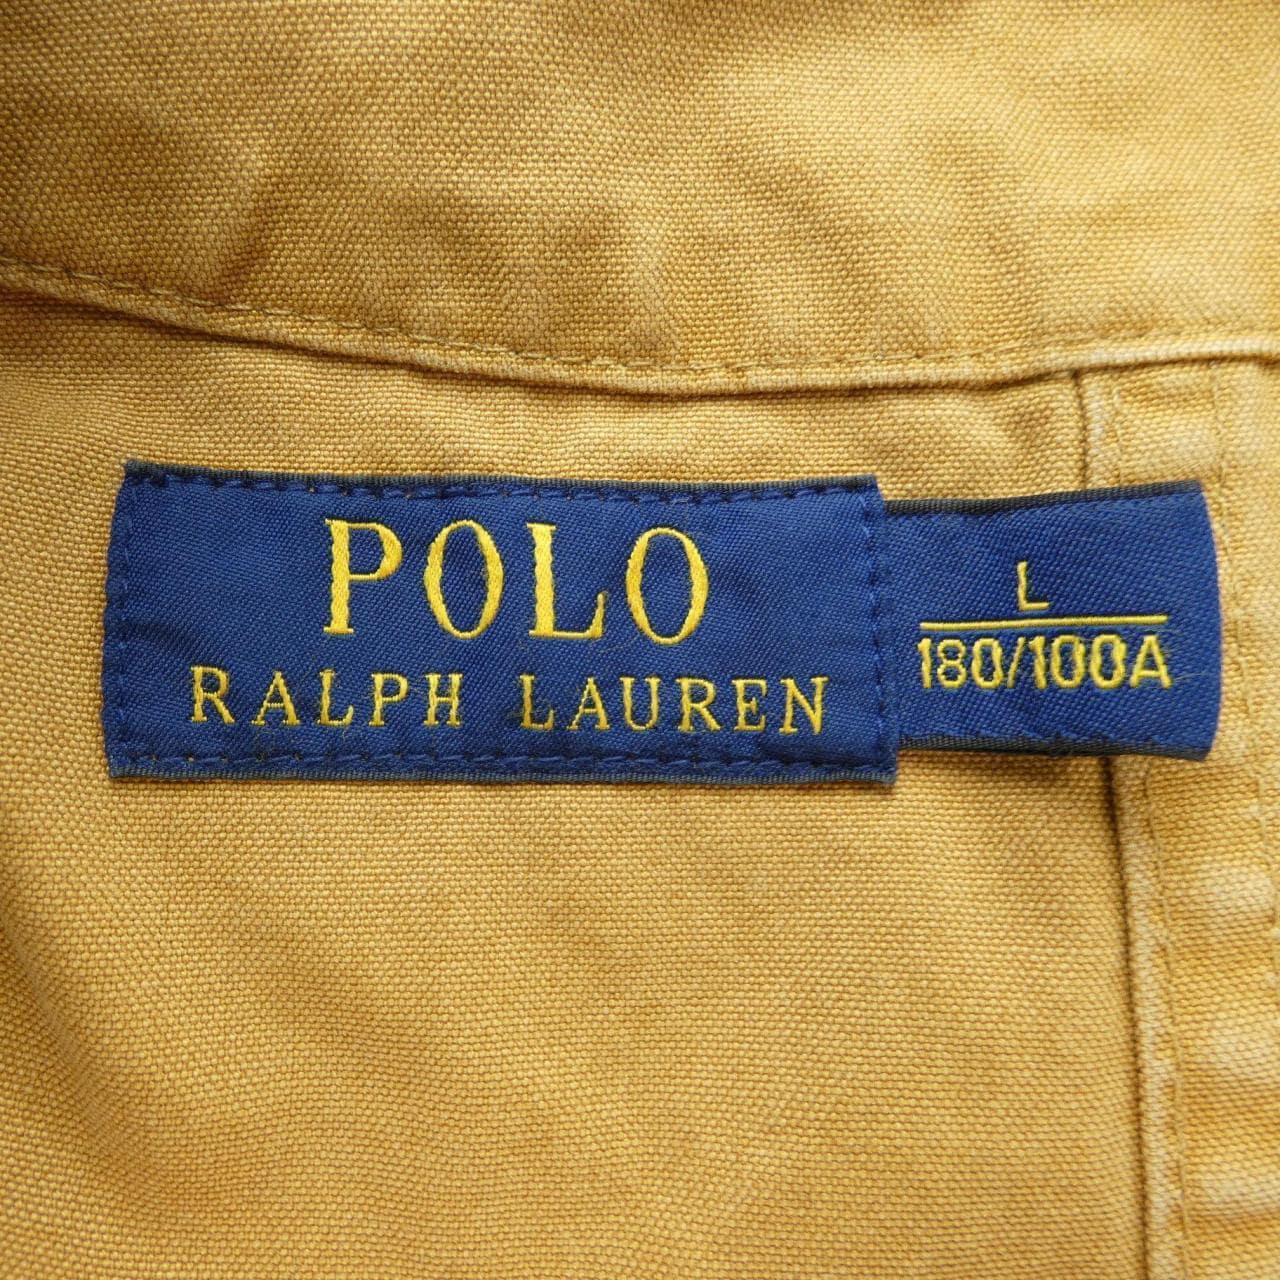 POLO
RALPH LAUREN
L
180/100A